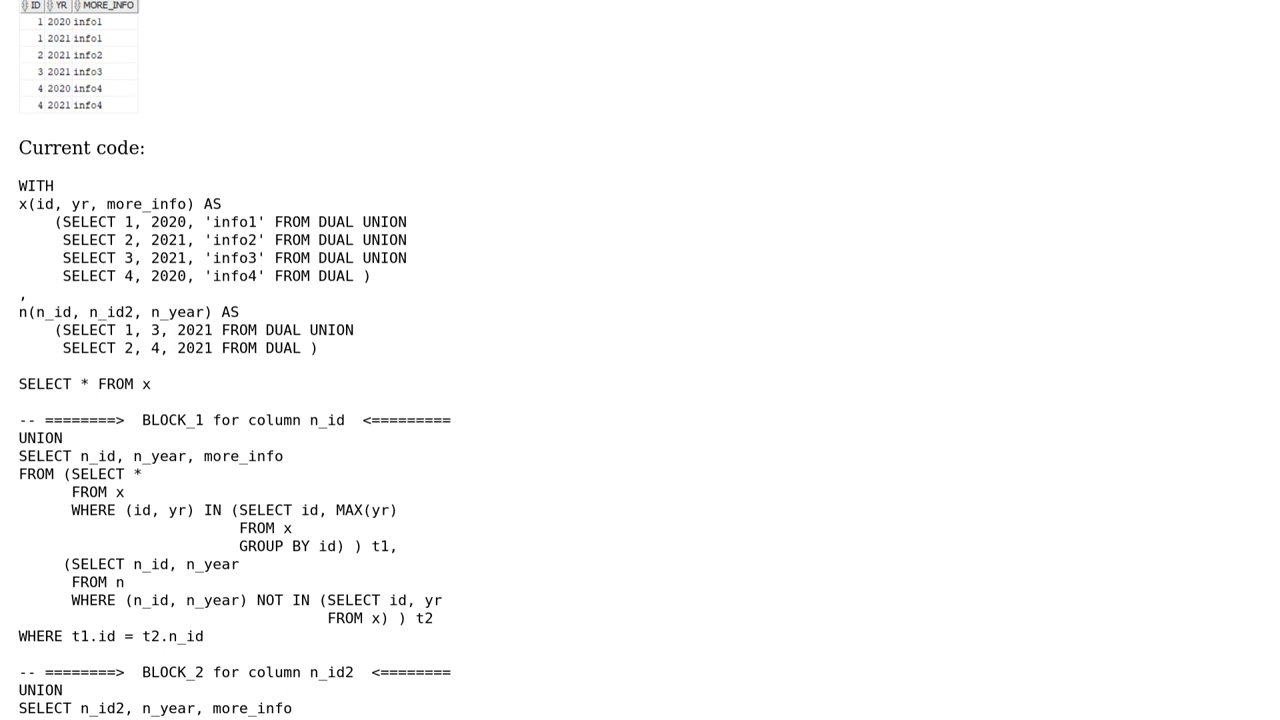 ID YR MORE_INFO
1 2020 info1
1 2021 info1
2 2021 info2
3 2021 info3
4 2020 info4
4 2021 info4
Current code:
WITH
x(id, yr, more_info) AS
    (SELECT 1, 2020, 'info1' FROM DUAL UNION
     SELECT 2, 2021, 'info2' FROM DUAL UNION
     SELECT 3, 2021, 'info3' FROM DUAL UNION
     SELECT 4, 2020, 'info4' FROM DUAL )
,
n(n_id, n_id2, n_year) AS
    (SELECT 1, 3, 2021 FROM DUAL UNION
     SELECT 2, 4, 2021 FROM DUAL )
SELECT * FROM x
-- ========>  BLOCK_1 for column n_id  <=========
UNION
SELECT n_id, n_year, more_info
FROM (SELECT *
      FROM x
      WHERE (id, yr) IN (SELECT id, MAX(yr)
                         FROM x
                         GROUP BY id) ) t1,
     (SELECT n_id, n_year
      FROM n
      WHERE (n_id, n_year) NOT IN (SELECT id, yr
                                   FROM x) ) t2
WHERE t1.id = t2.n_id
-- ========>  BLOCK_2 for column n_id2  <========
UNION
SELECT n_id2, n_year, more_info